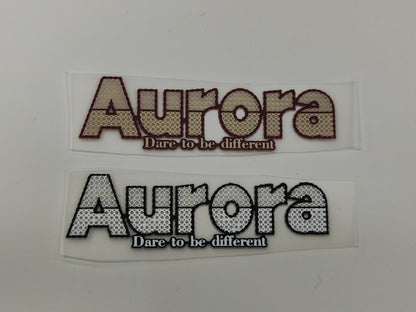 Aurora
Dare to be different
Aurora
Dare to be different